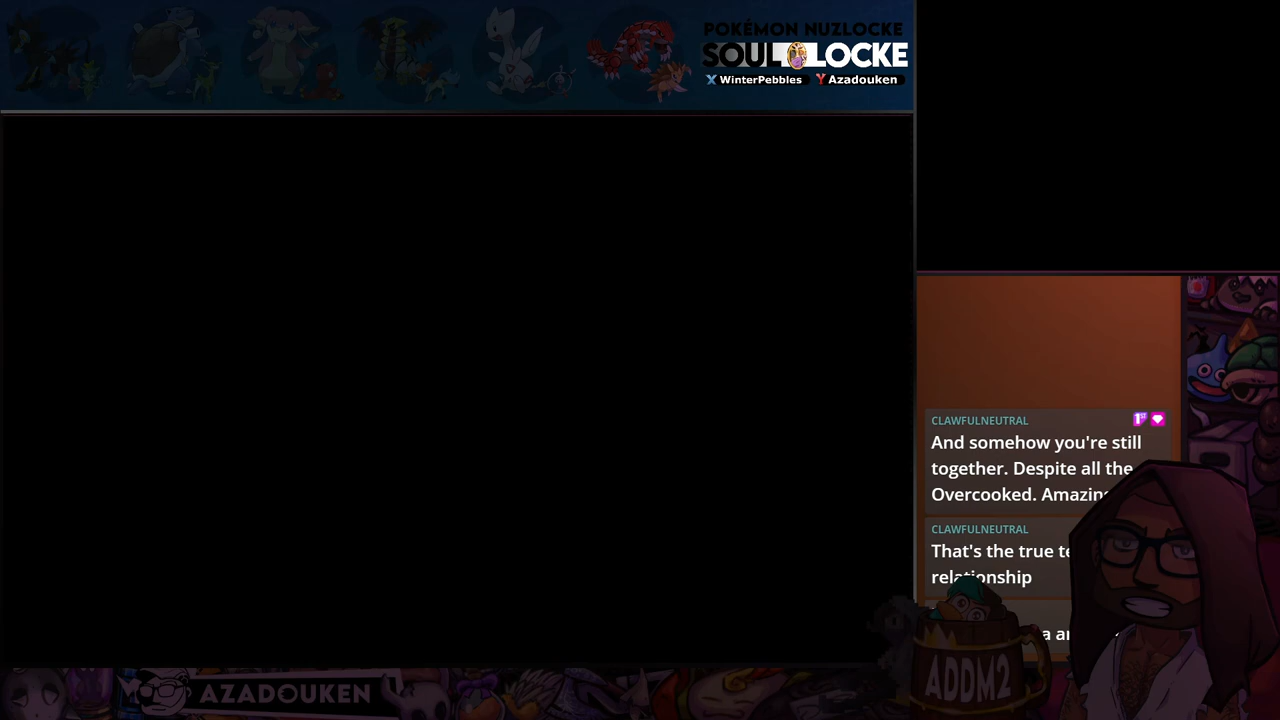 POKÉMON NUZLOCKE
SOUL LOCKE
WinterPebbles Azadouken
CLAWFULNEUTRAL
And somehow you're still
together. Despite all the
Overcooked.
CLAWFULNEUTRAL
That's the true
relationship
ADDM2
AZADOUKEN